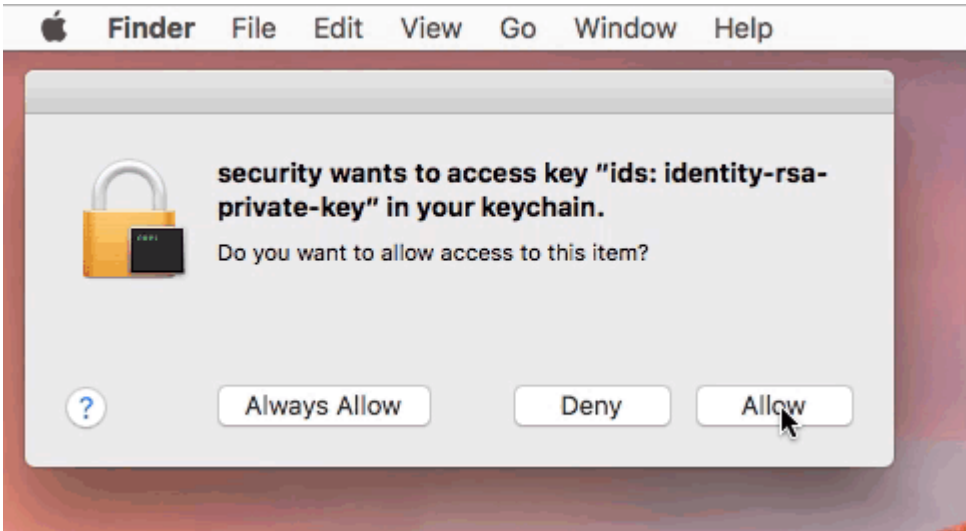 Finder File Edit View Go Window Help
security wants to access key "ids: identity-rsa-
private-key" in your keychain.
Do you want to allow access to this item?
? Always Allow Deny Allow